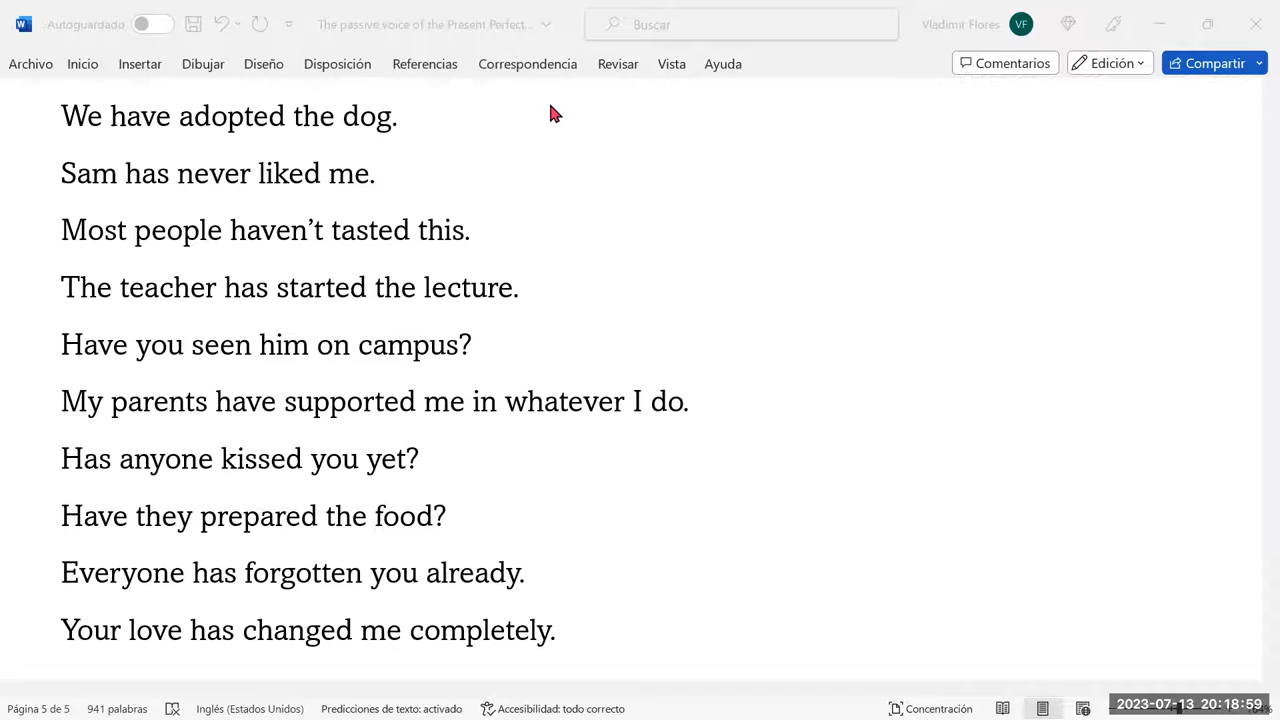 Autoguardado The passive voice of the Present Perfect... Buscar Vladimir Flores VF
Archivo Inicio Insertar Dibujar Diseño Disposición Referencias Correspondencia Revisar Vista Ayuda Comentarios Edición Compartir
We have adopted the dog.
Sam has never liked me.
Most people haven’t tasted this.
The teacher has started the lecture.
Have you seen him on campus?
My parents have supported me in whatever I do.
Has anyone kissed you yet?
Have they prepared the food?
Everyone has forgotten you already.
Your love has changed me completely.
Página 5 de 5 941 palabras Inglés (Estados Unidos) Predicciones de texto: activado Accesibilidad: todo correcto Concentración 2023-07-13 20:18:59